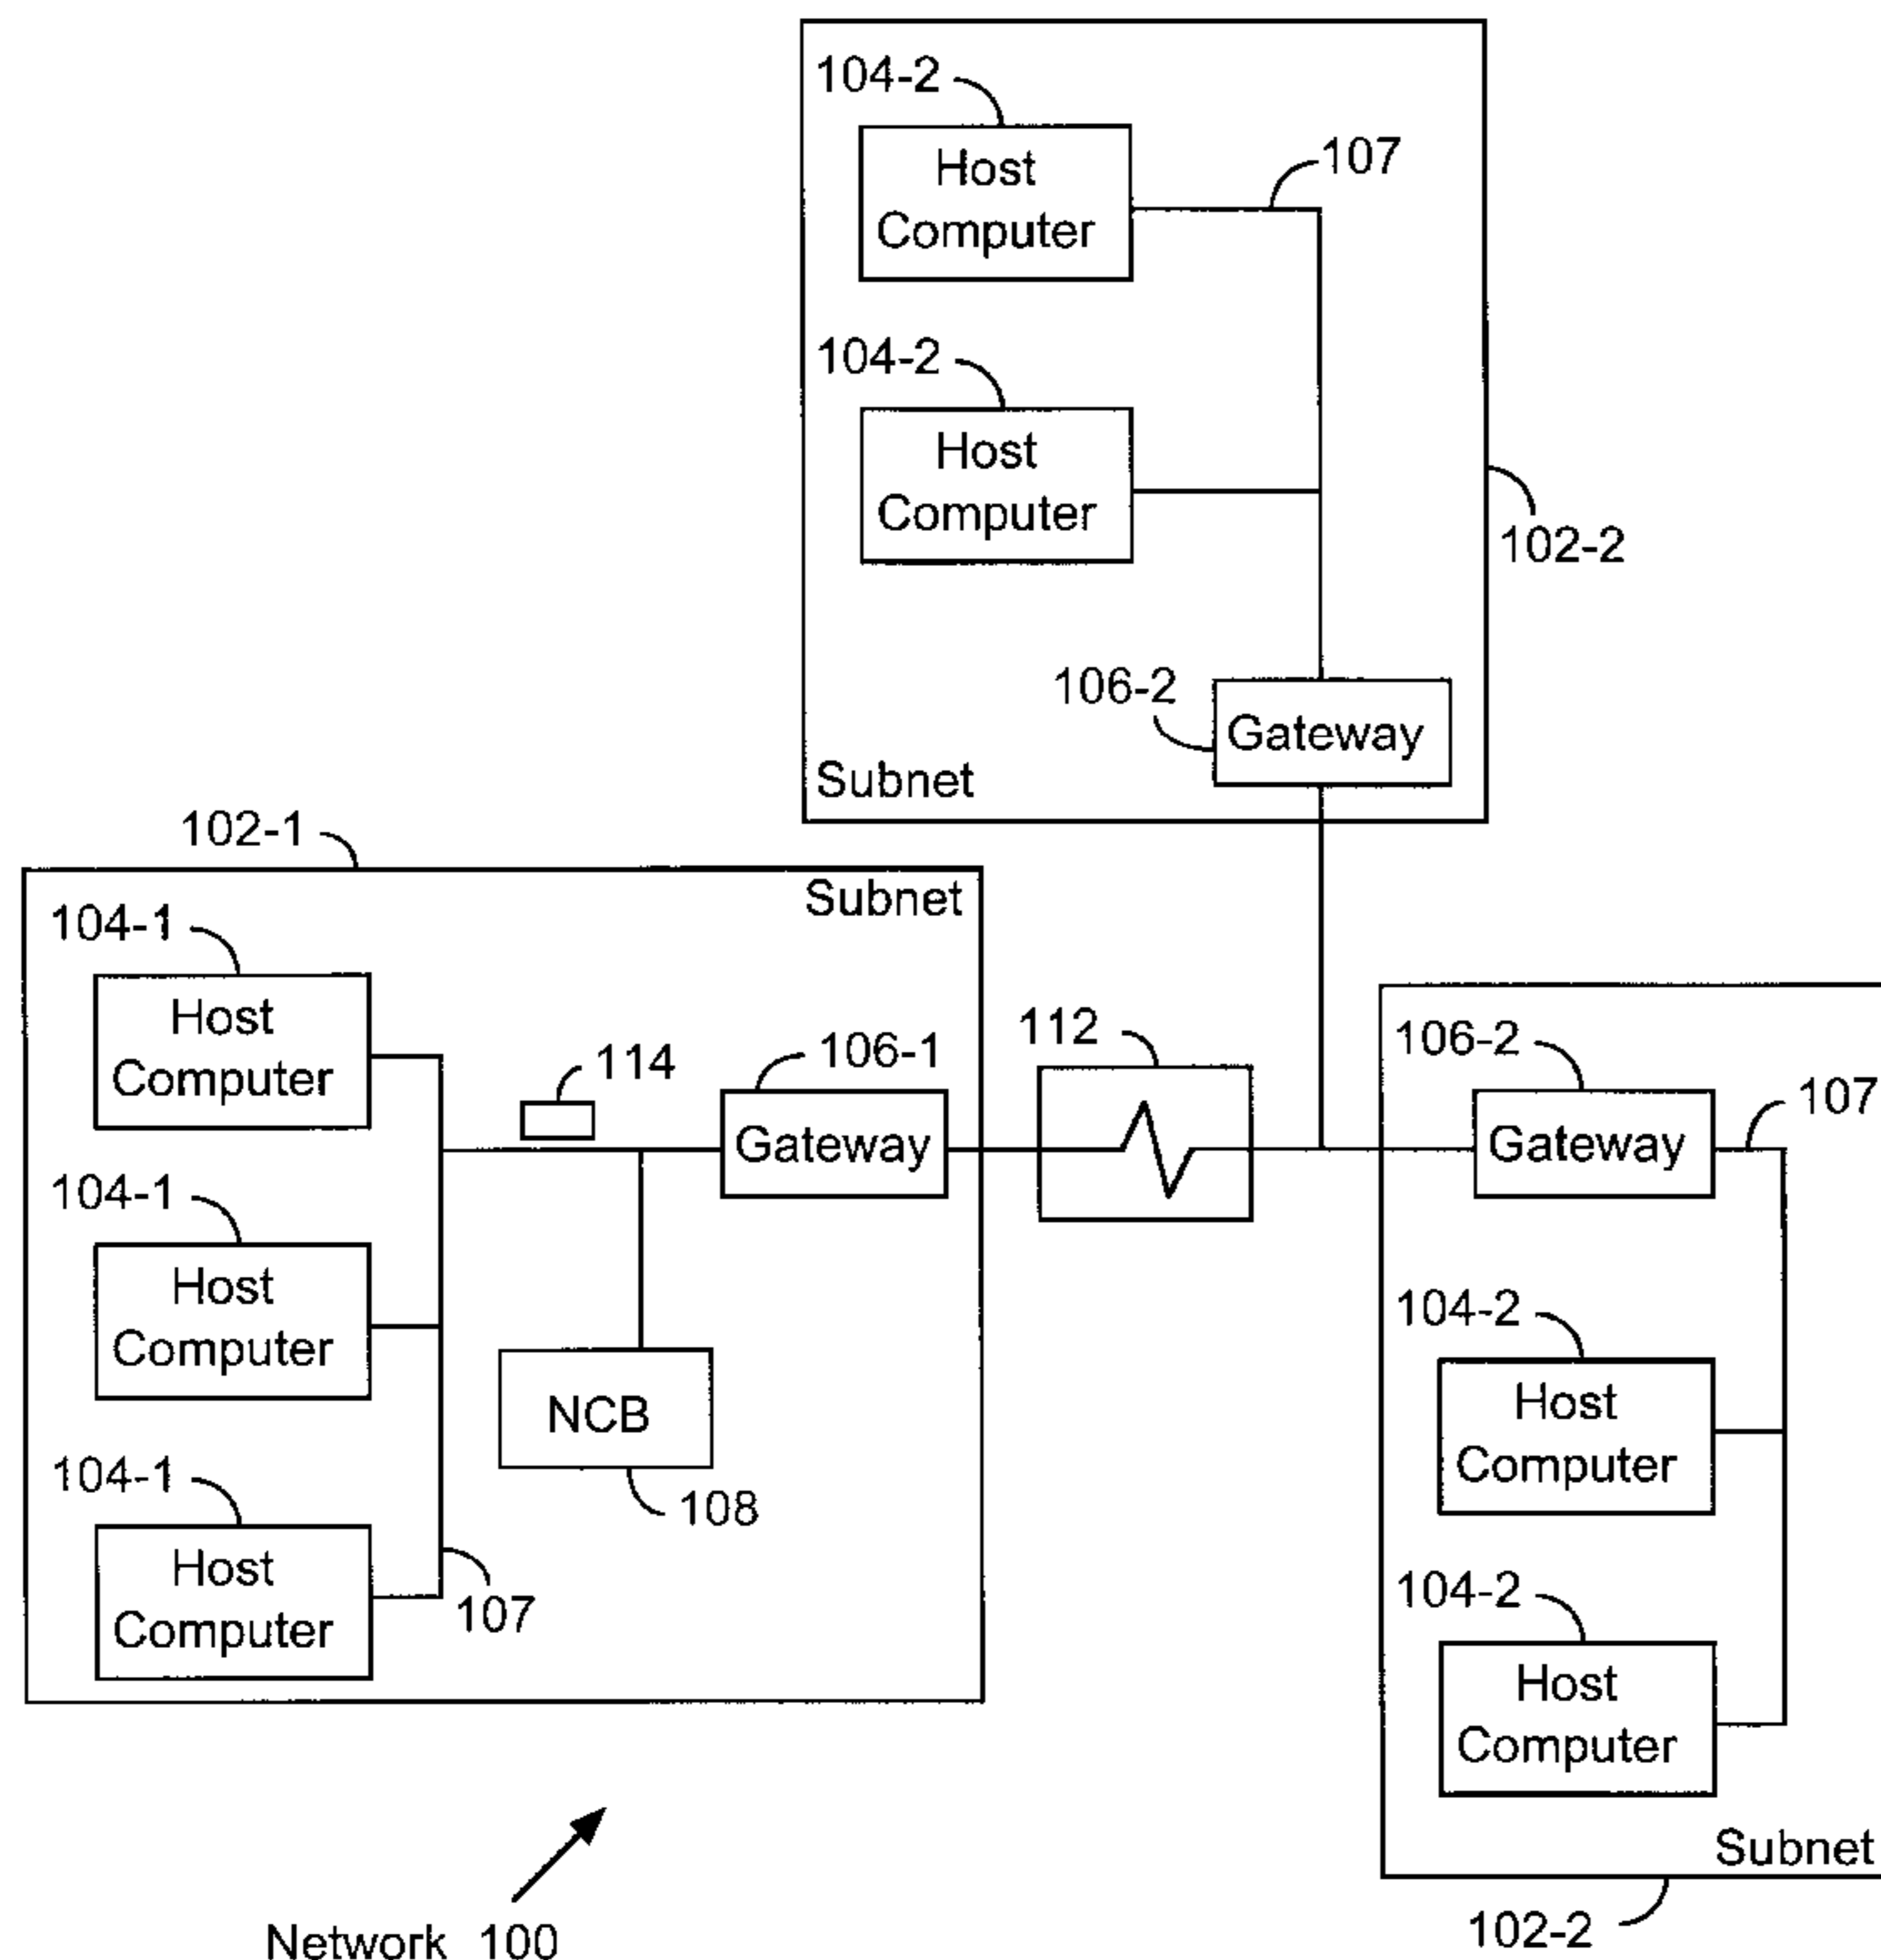 104-2
Host
Computer
107
104-2
Host
Computer
102-2
106-2
Gateway
Subnet
102-1
Subnet
104-1
Host
Computer
114
106-1
Gateway
112
106-2
Gateway
107
104-1
Host
Computer
NCB
108
104-1
Host
Computer
107
104-2
Host
Computer
104-2
Host
Computer
Subnet
102-2
Network 100